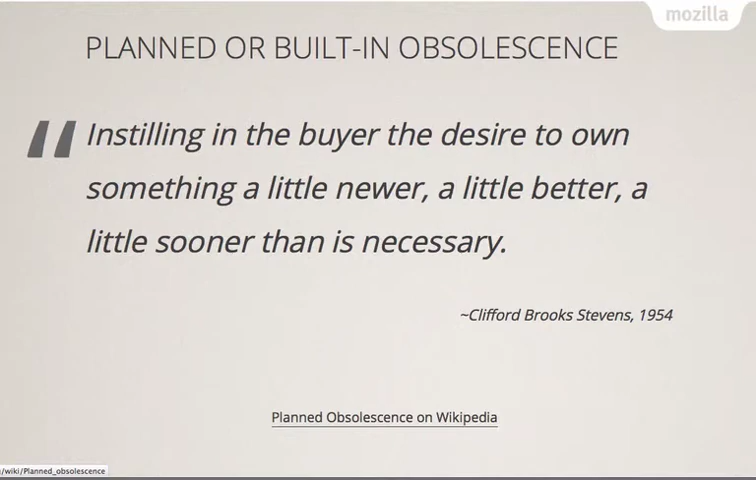 mozilla
PLANNED OR BUILT-IN OBSOLESCENCE
Instilling in the buyer the desire to own
something a little newer, a little better, a
little sooner than is necessary.
~Clifford Brooks Stevens, 1954
Planned Obsolescence on Wikipedia
/wiki/Planned_obsolescence